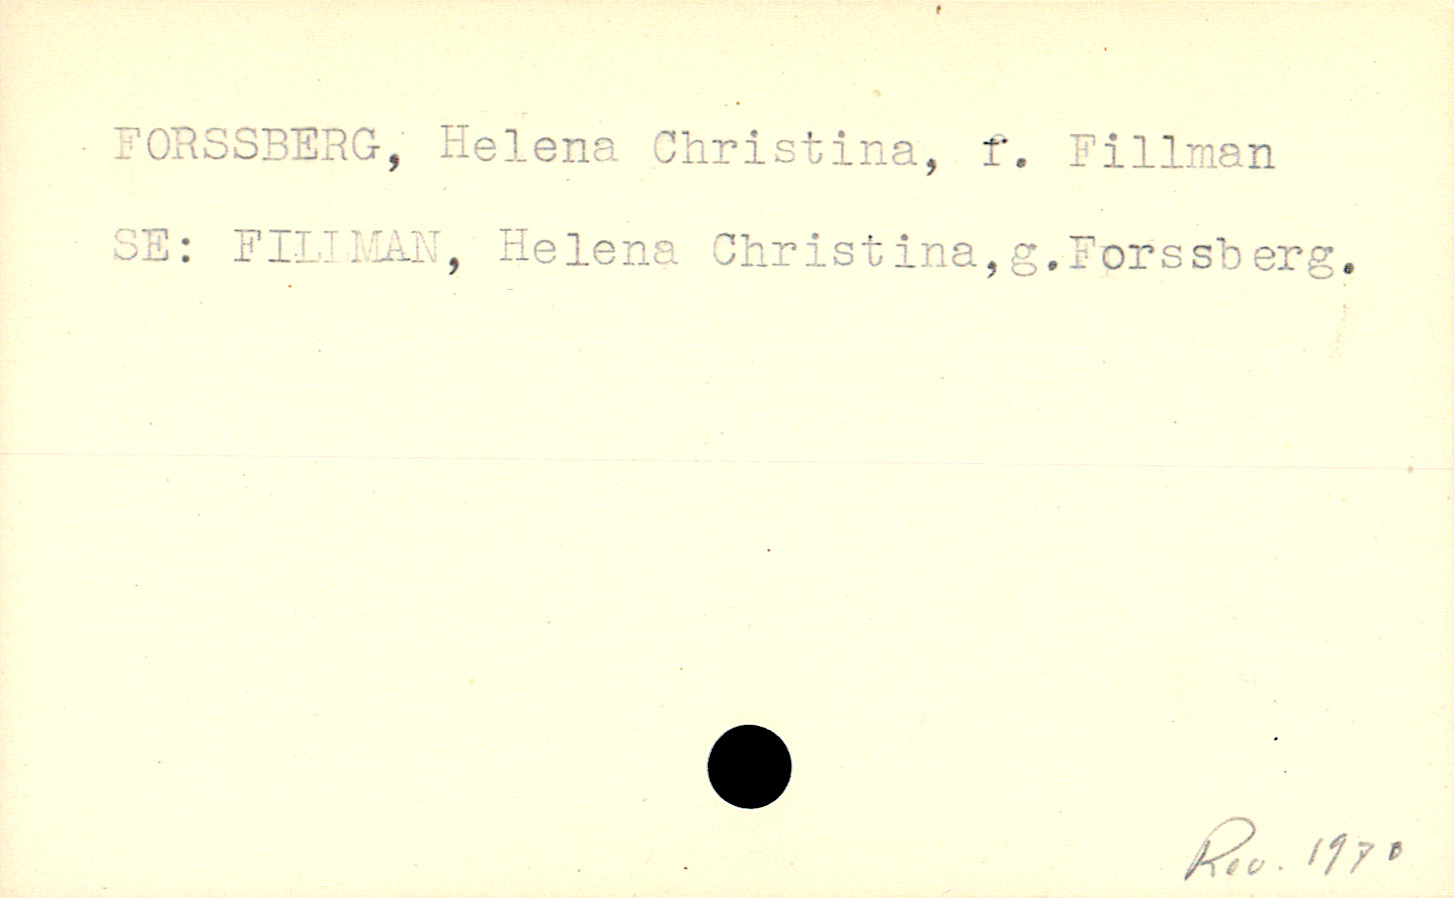 FORSSBERG, Helena Christina, f. Fillman
SE: FILLMAN, Helena Christina,g.Forssberg.
Rev. 1970